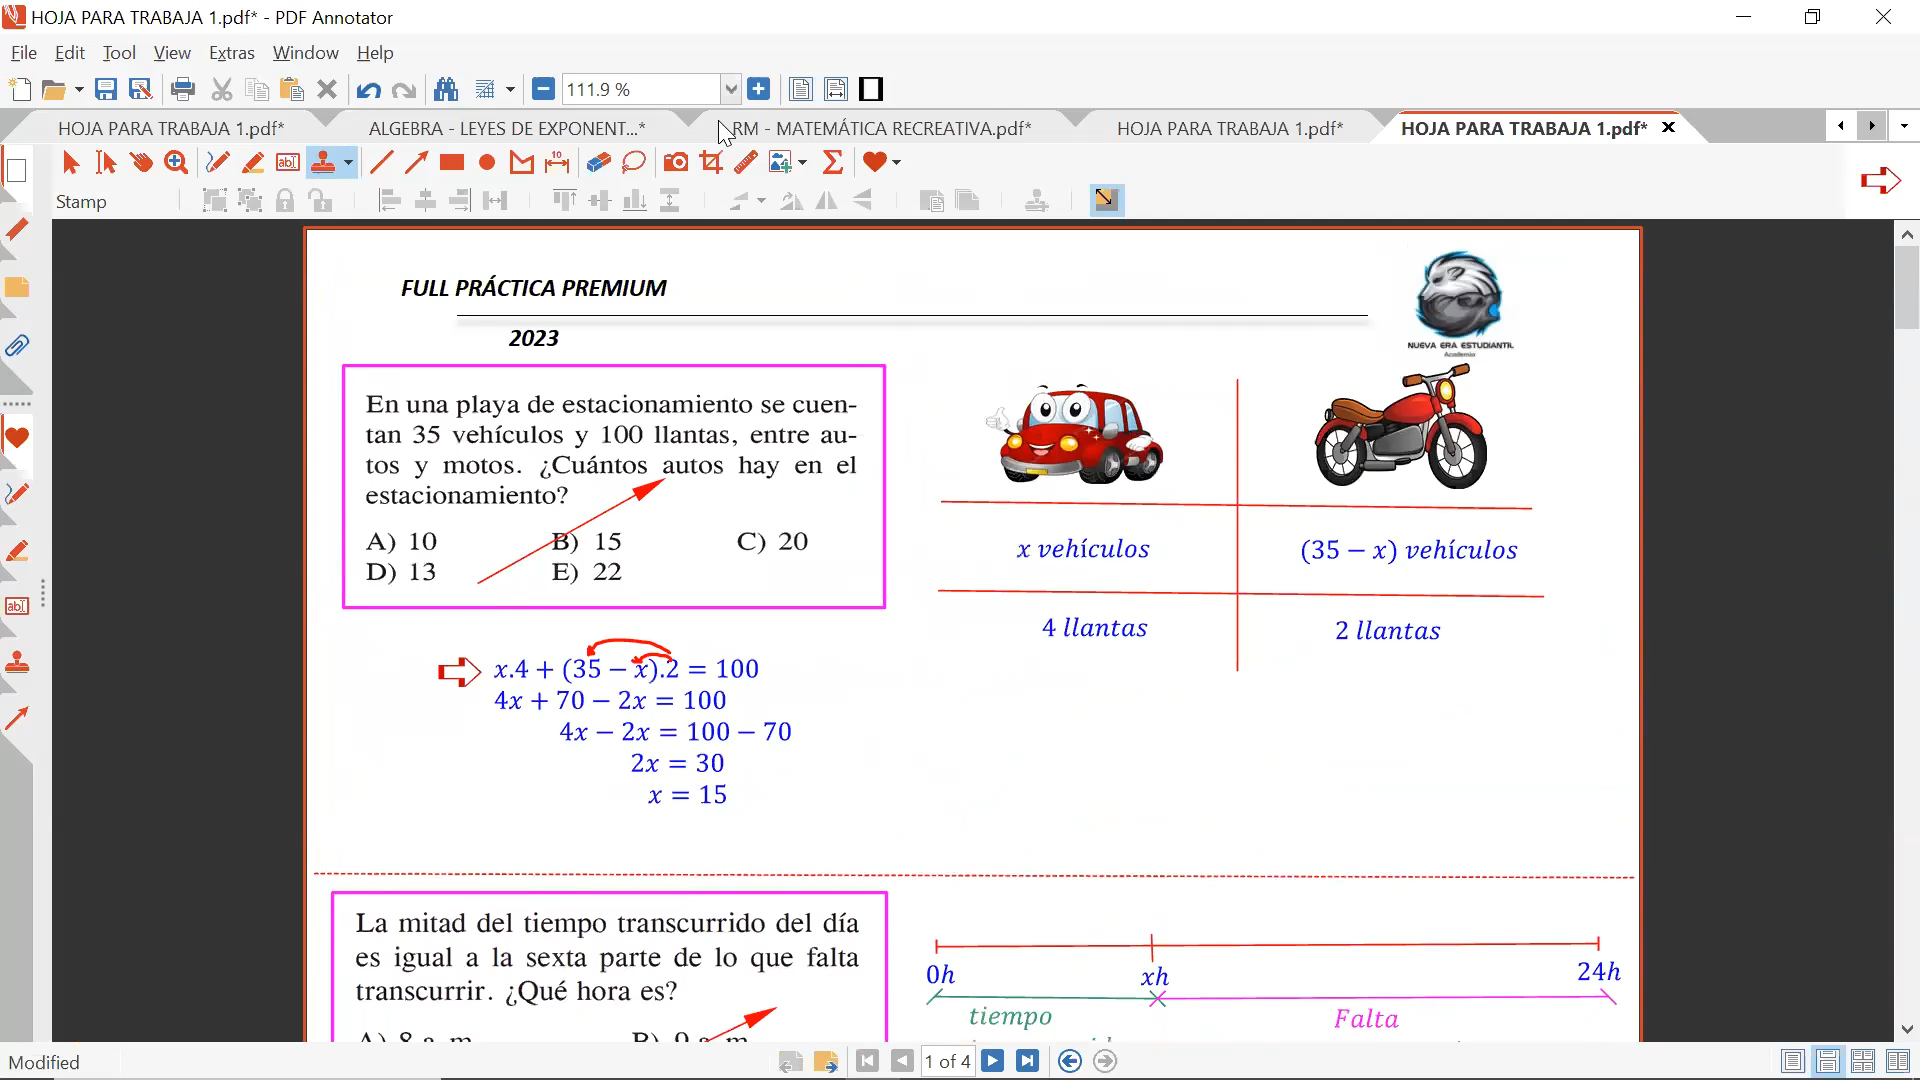 HOJA PARA TRABAJA 1.pdf* - PDF Annotator
File Edit Tool View Extras Window Help
111.9 %
HOJA PARA TRABAJA 1.pdf*
ALGEBRA - LEYES DE EXPONENT...*
RM - MATEMÁTICA RECREATIVA.pdf*
HOJA PARA TRABAJA 1.pdf*
HOJA PARA TRABAJA 1.pdf*
Stamp
FULL PRÁCTICA PREMIUM
2023
NUEVA ERA ESTUDIANTIL
Academia
En una playa de estacionamiento se cuen-
tan 35 vehículos y 100 llantas, entre au-
tos y motos. ¿Cuántos autos hay en el
estacionamiento?
A) 10 B) 15 C) 20
D) 13 E) 22
x vehículos (35 − x) vehículos
4 llantas 2 llantas
x.4 + (35 − x).2 = 100
4x + 70 − 2x = 100
4x − 2x = 100 − 70
2x = 30
x = 15
La mitad del tiempo transcurrido del día
es igual a la sexta parte de lo que falta
transcurrir. ¿Qué hora es?
A) 8 a. m. B) 9 a. m.
0h xh 24h
tiempo Falta
Modified
1 of 4